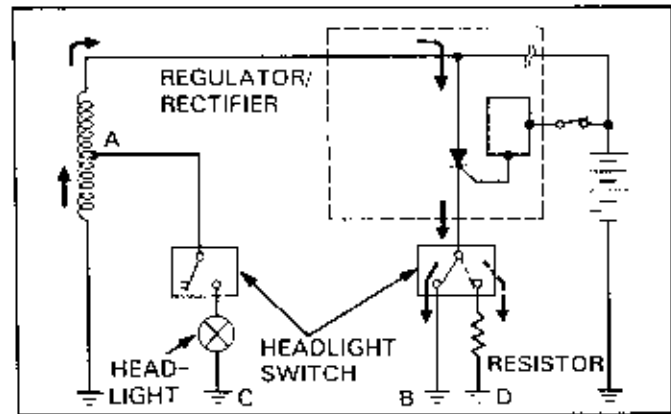 REGULATOR/
RECTIFIER
A
HEAD-
LIGHT
C
HEADLIGHT
SWITCH
B
D
RESISTOR